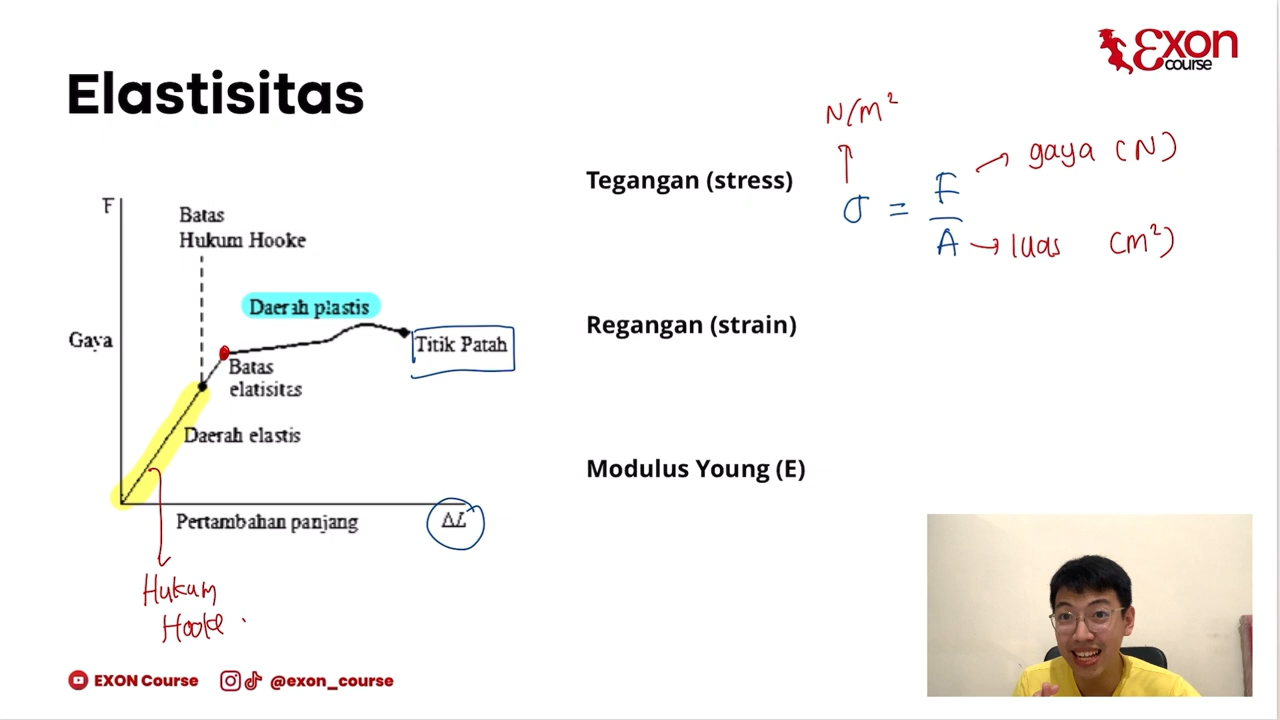 Exon
course
Elastisitas
N/m²
Tegangan (stress)
σ = F/A
gaya (N)
luas (m²)
F
Batas
Hukum Hooke
Daerah plastis
Gaya
Titik Patah
Batas
elatisitas
Daerah elastis
Pertambahan panjang
ΔL
Hukum
Hooke
Regangan (strain)
Modulus Young (E)
EXON Course
@exon_course